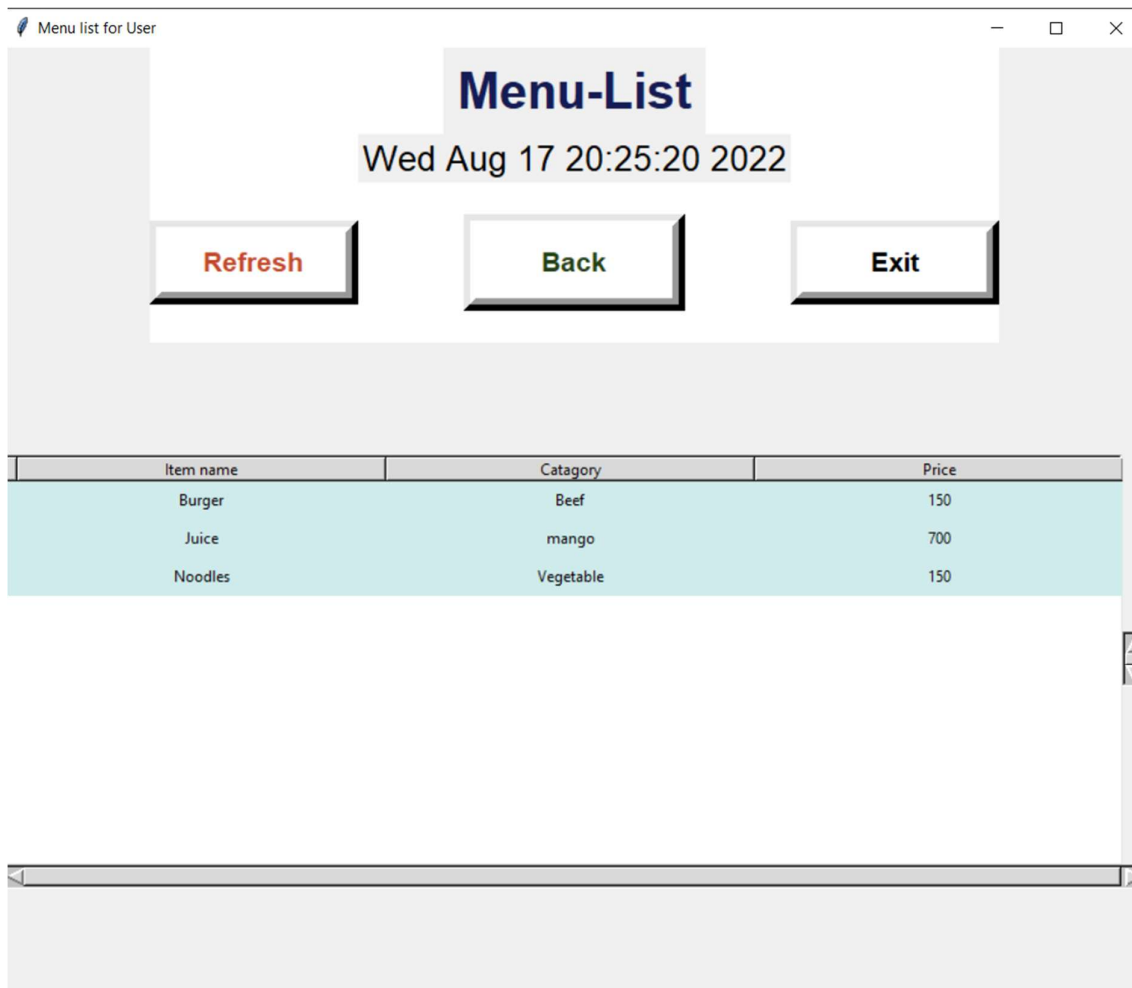 Menu list for User
Menu-List
Wed Aug 17 20:25:20 2022
Refresh Back Exit
Item name Catagory Price
Burger Beef 150
Juice mango 700
Noodles Vegetable 150